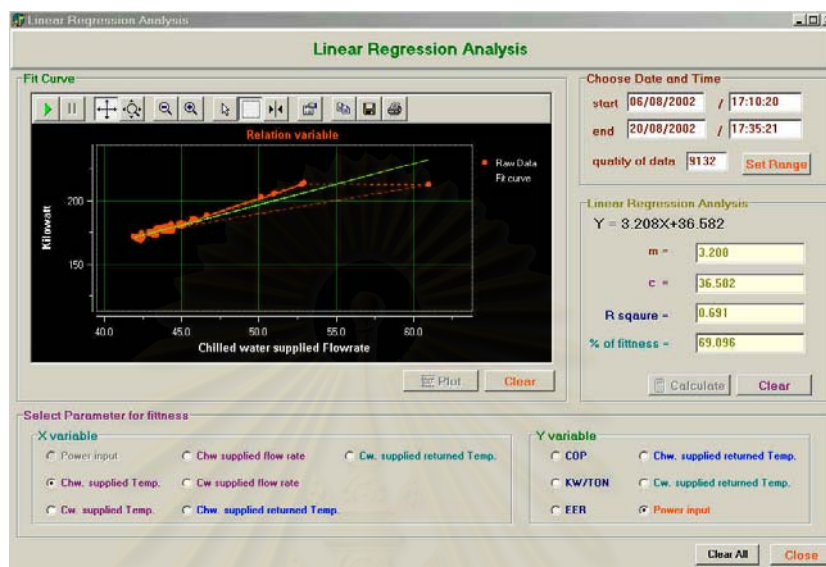 Linear Regression Analysis
Linear Regression Analysis
Fit Curve
Relation variable
Raw Data
Fit curve
Kilowatt
200
150
40.0 45.0 50.0 55.0 60.0
Chilled water supplied Flowrate
Plot Clear
Choose Date and Time
start 06/08/2002 / 17:10:20
end 20/08/2002 / 17:35:21
quality of data 9132 Set Range
Linear Regression Analysis
Y = 3.208X+36.582
m = 3.208
c = 36.582
R sqaure = 0.691
% of fittness = 69.096
Calculate Clear
Select Parameter for fittness
X variable
Power input
Chw supplied flow rate
Cw. supplied returned Temp.
Chw. supplied Temp.
Cw supplied flow rate
Cw. supplied Temp.
Chw. supplied returned Temp.
Y variable
COP
Chw. supplied returned Temp.
KW/TON
Cw. supplied returned Temp.
EER
Power input
Clear All Close